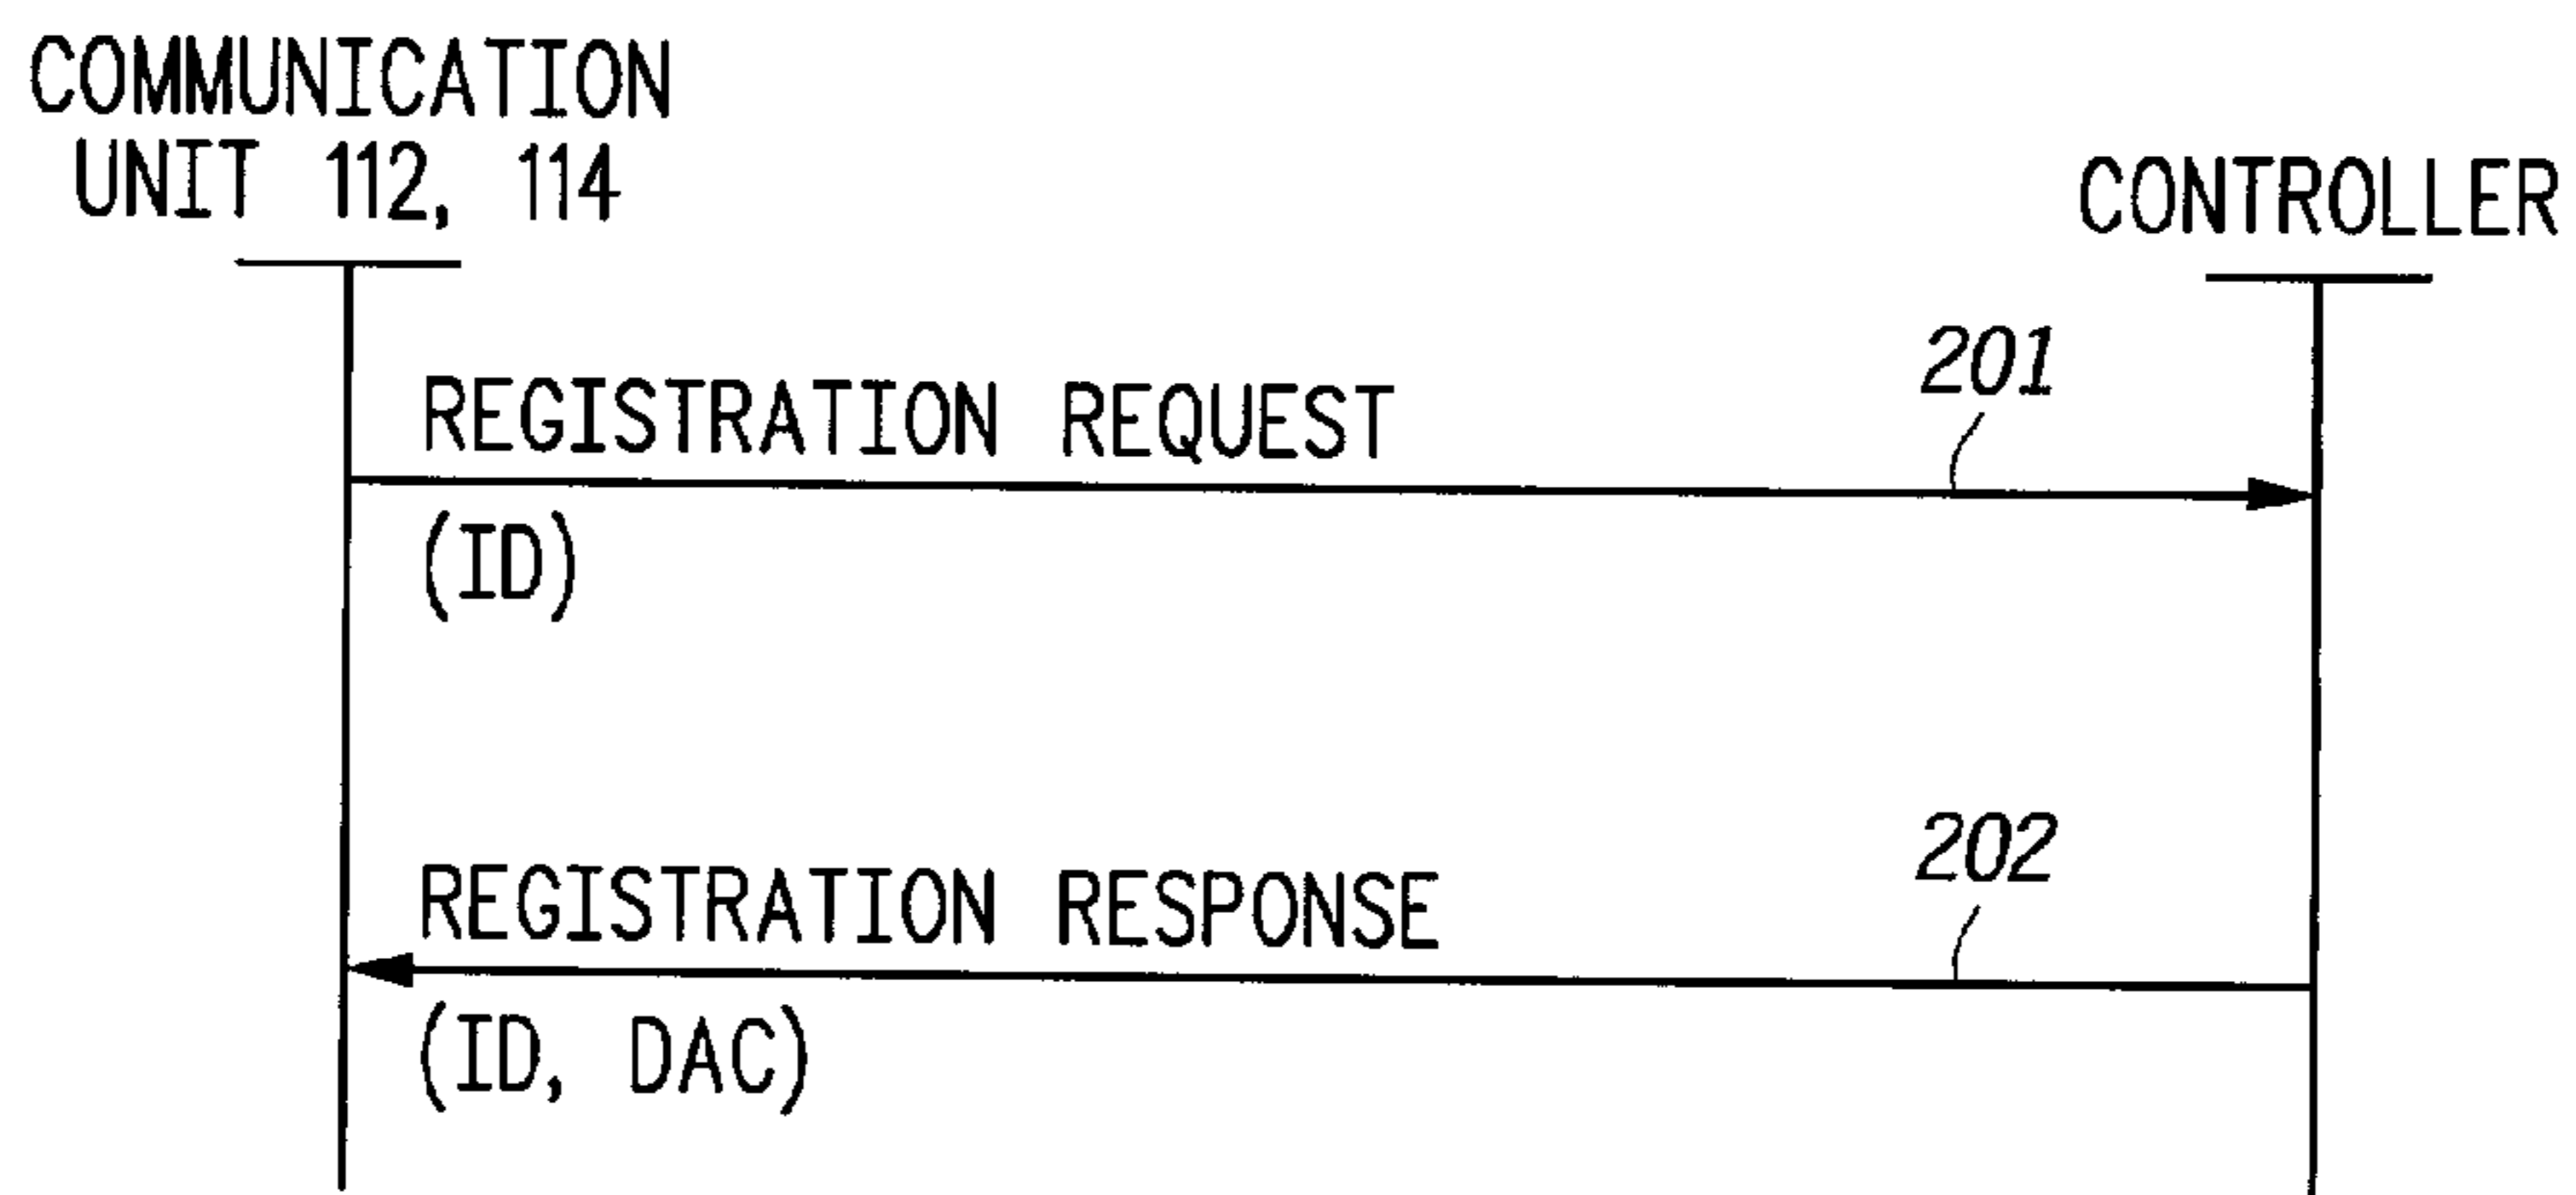 COMMUNICATION
UNIT 112, 114
CONTROLLER
201
REGISTRATION REQUEST
(ID)
202
REGISTRATION RESPONSE
(ID, DAC)